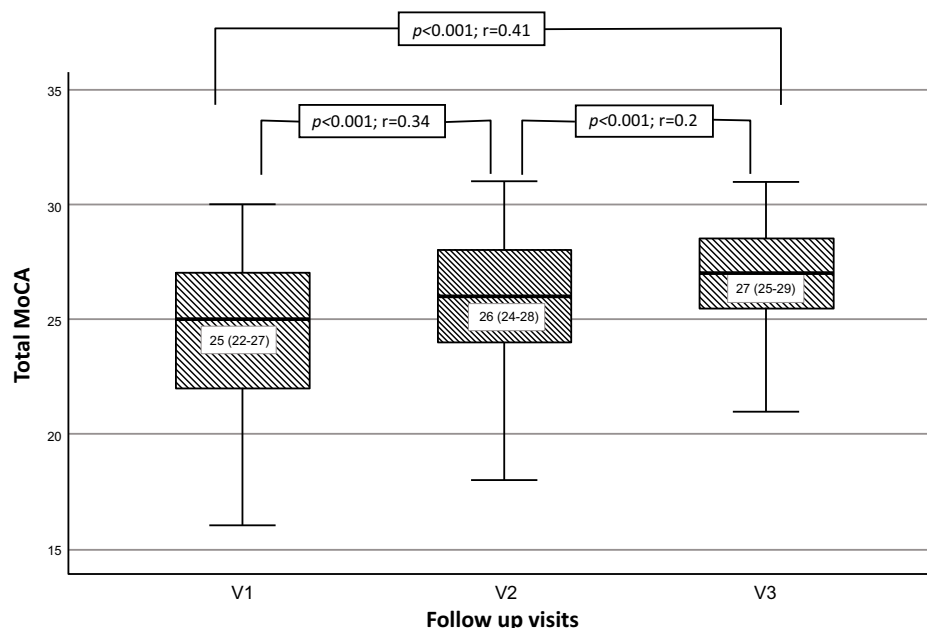 p<0.001; r=0.41
p<0.001; r=0.34
p<0.001; r=0.2
35
30
25
20
15
Total MoCA
25 (22-27)
26 (24-28)
27 (25-29)
V1
V2
V3
Follow up visits